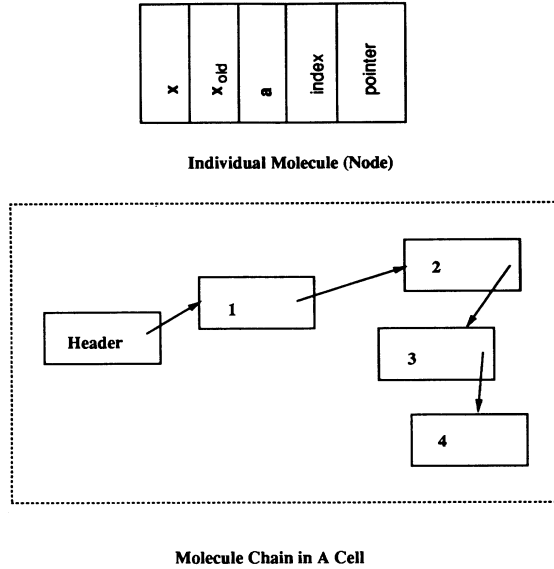 x
x old
a
index
pointer
Individual Molecule (Node)
2
1
Header
3
4
Molecule Chain in A Cell